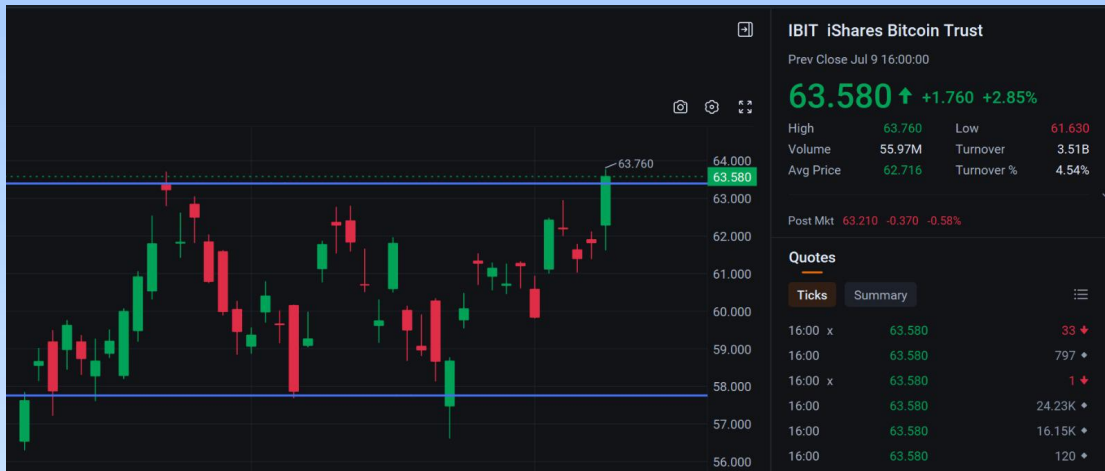 IBIT iShares Bitcoin Trust
Prev Close Jul 9 16:00:00
63.580 +1.760 +2.85%
High 63.760 Low 61.630
Volume 55.97M Turnover 3.51B
Avg Price 62.716 Turnover % 4.54%
Post Mkt 63.210 -0.370 -0.58%
Quotes
Ticks Summary
16:00 x 63.580 33
16:00 63.580 797
16:00 x 63.580 1
16:00 63.580 24.23K
16:00 63.580 16.15K
16:00 63.580 120
63.760
64.000
63.580
63.000
62.000
61.000
60.000
59.000
58.000
57.000
56.000